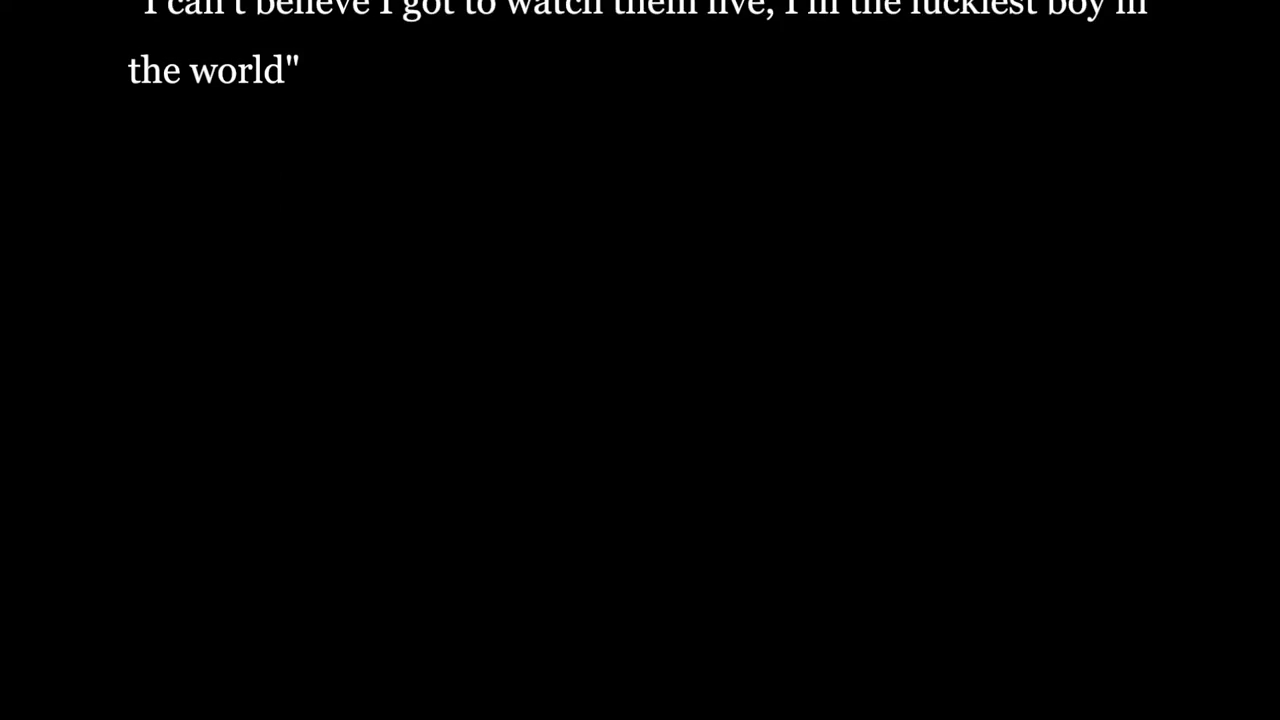 "I can't believe I got to watch them live, I'm the luckiest boy in
the world"